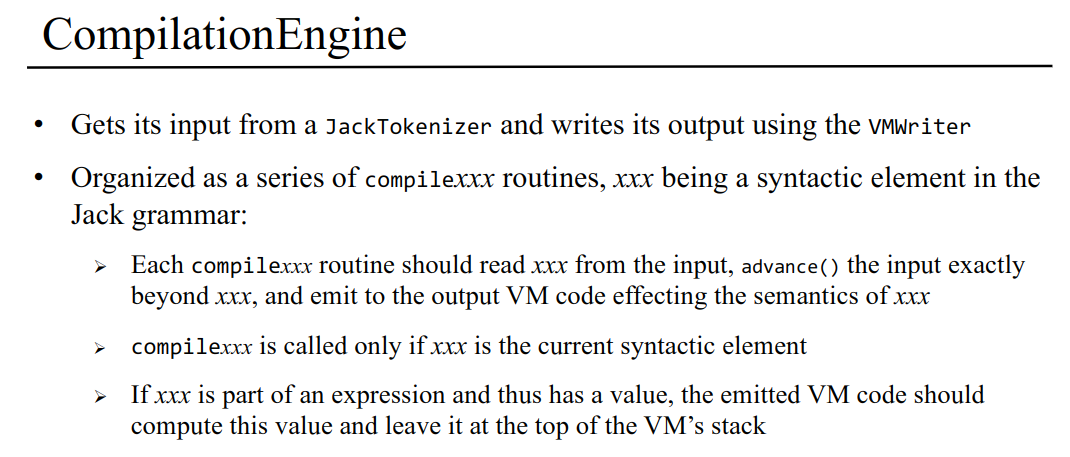 CompilationEngine
• Gets its input from a JackTokenizer and writes its output using the VMWriter
• Organized as a series of compilexxx routines, xxx being a syntactic element in the
Jack grammar:
➢ Each compilexxx routine should read xxx from the input, advance() the input exactly
beyond xxx, and emit to the output VM code effecting the semantics of xxx
➢ compilexxx is called only if xxx is the current syntactic element
➢ If xxx is part of an expression and thus has a value, the emitted VM code should
compute this value and leave it at the top of the VM’s stack